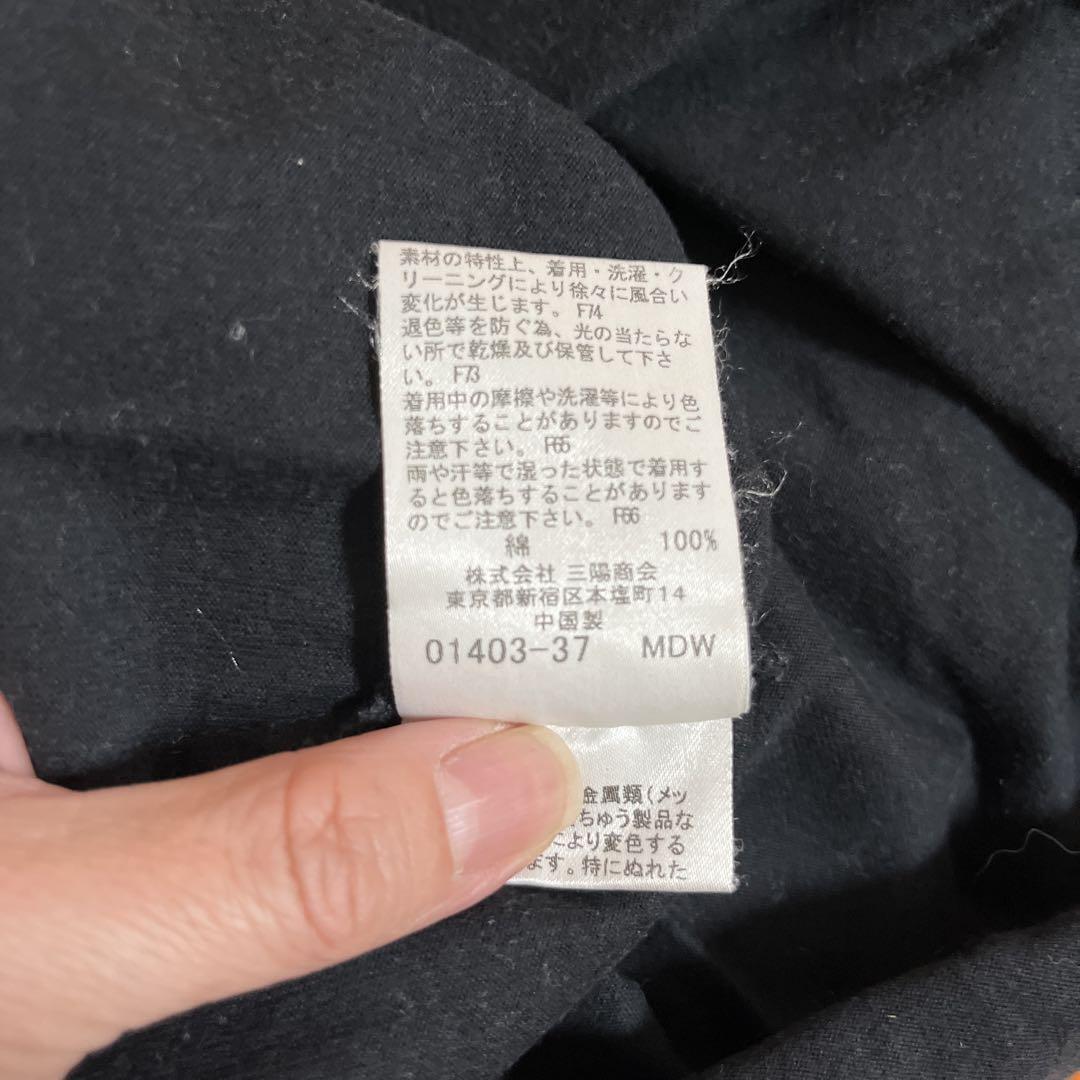 素材の特性上、着用・洗濯・ク
リーニングにより徐々に風合い
変化が生じます。 F74
退色等を防ぐ為、光の当たらな
い所で乾燥及び保管して下さ
い。 F73
着用中の摩擦や洗濯等により色
落ちすることがありますのでご
注意下さい。 F65
雨や汗等で湿った状態で着用す
ると色落ちすることがあります
のでご注意下さい。 F66
綿 100%
株式会社 三陽商会
東京都新宿区本塩町14
中国製
01403-37 MDW
金属類(メッ
ちゅう製品な
により変色する
ます。特にぬれた